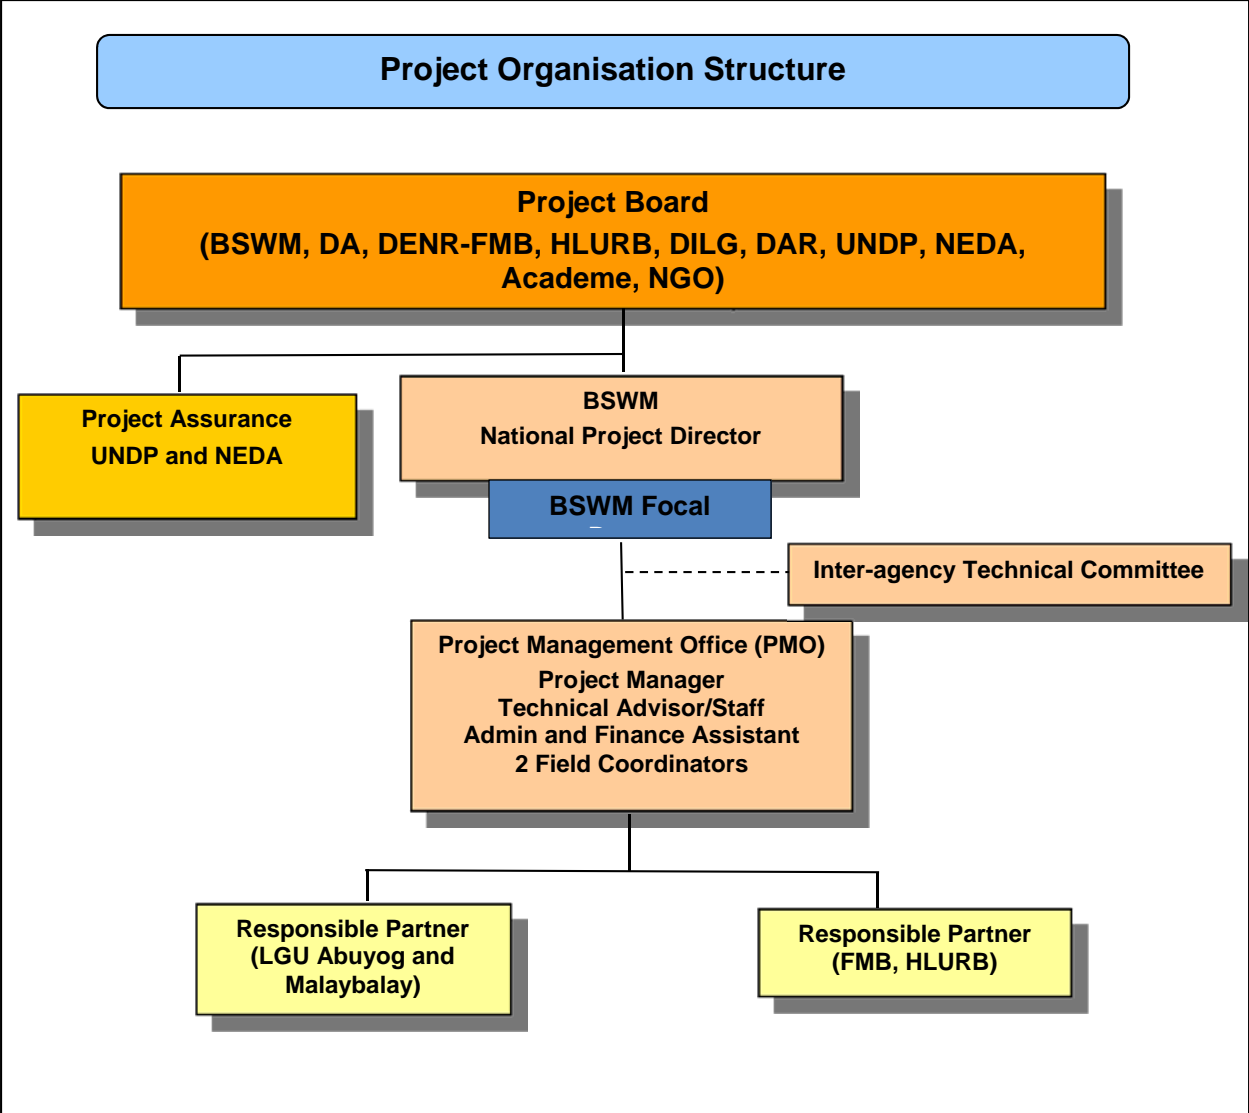 Project Organisation Structure
Project Board
(BSWM, DA, DENR-FMB, HLURB, DILG, DAR, UNDP, NEDA,
Academe, NGO)
Project Assurance
UNDP and NEDA
BSWM
National Project Director
BSWM Focal
Inter-agency Technical Committee
Project Management Office (PMO)
Project Manager
Technical Advisor/Staff
Admin and Finance Assistant
2 Field Coordinators
Responsible Partner
(LGU Abuyog and
Malaybalay)
Responsible Partner
(FMB, HLURB)